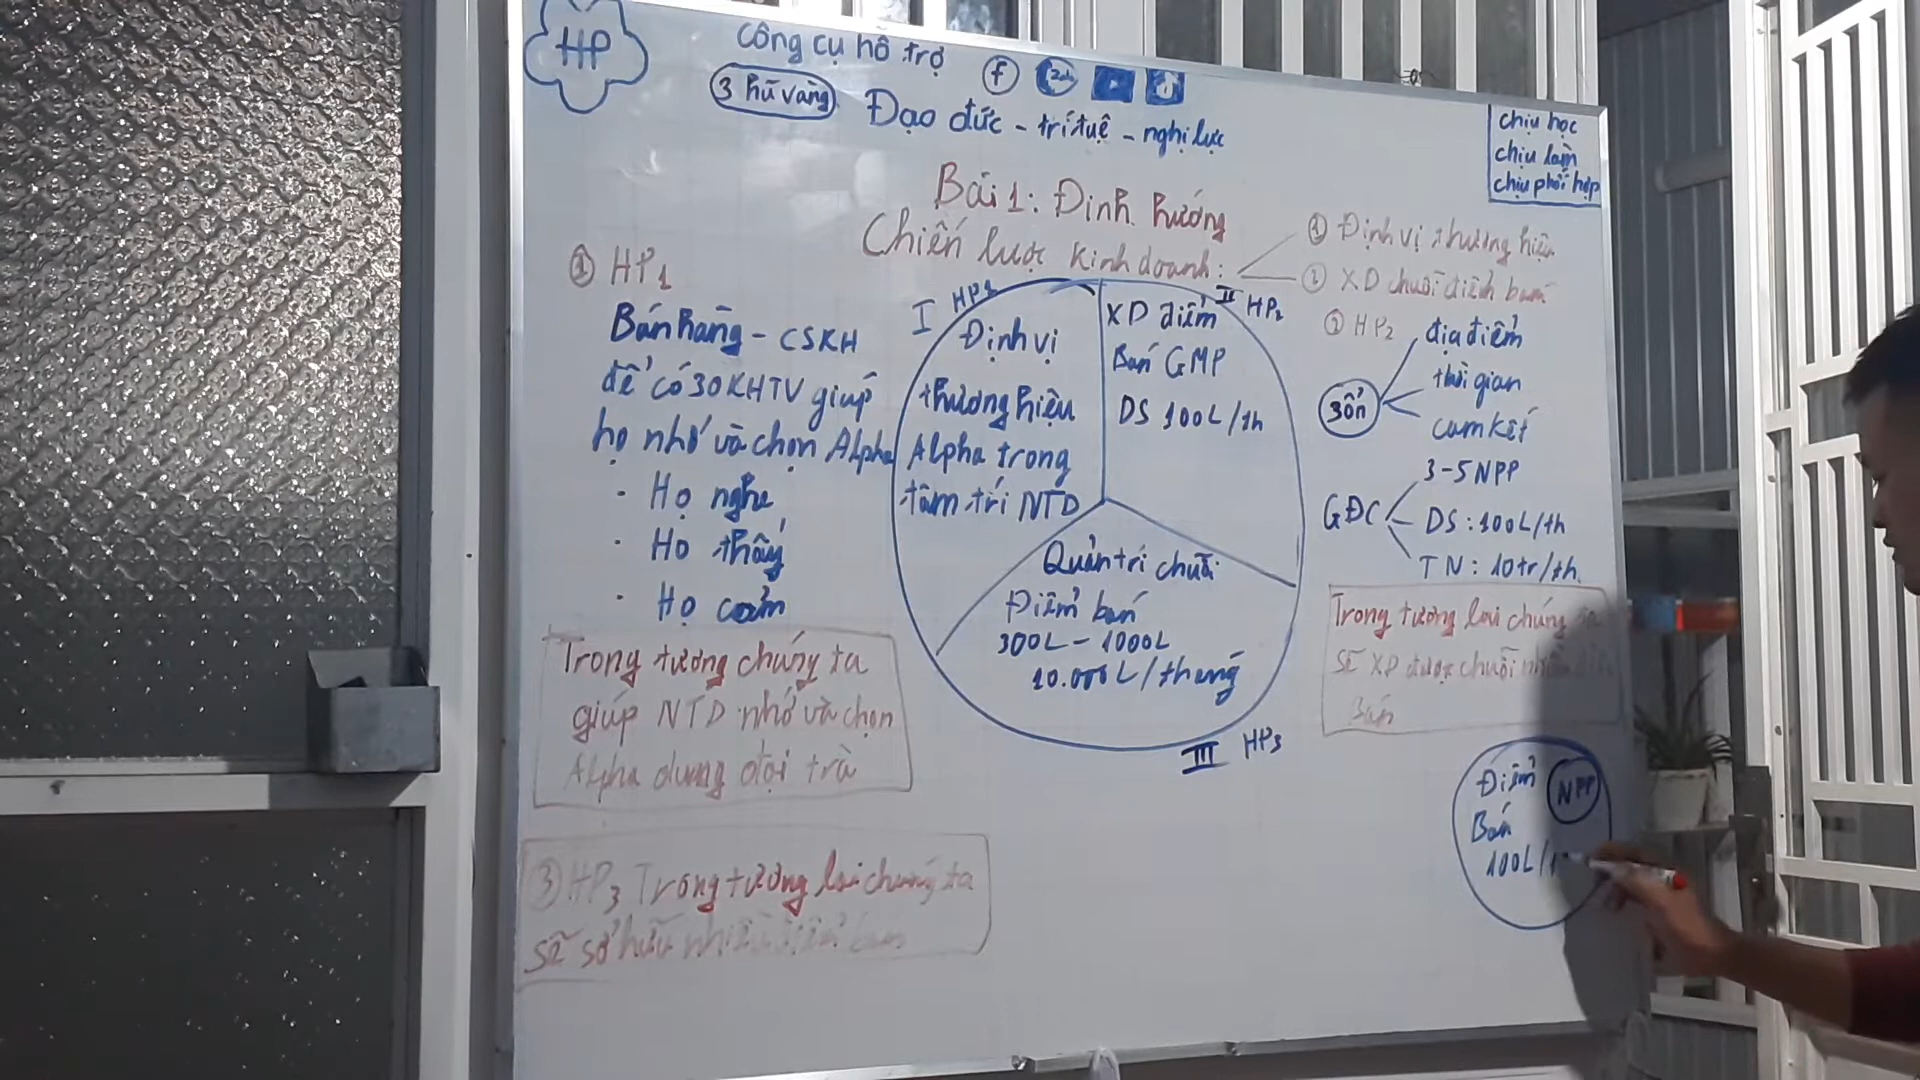 HP
Công cụ hỗ trợ
f
3 hũ vàng
Đạo đức - trí tuệ - nghị lực
chịu học
chịu làm
chịu phối hợp
Bài 1: Định hướng
Chiến lược kinh doanh:
① Định vị thương hiệu
② XD chuỗi điểm bán
① HP1
Bán hàng - CSKH
để có 30KHTV giúp
họ nhớ và chọn Alpha
· Họ nghe
· Họ thấy
· Họ cảm
Trong tương chúng ta
giúp NTD nhớ và chọn
Alpha dùng đời trà
③ HP3 Trong tương lai chúng ta
sẽ sở hữu nhiều điểm bán
I HP1
Định vị
thương hiệu
Alpha trong
tâm trí NTD
II HP2
XD điểm
Bán GMP
DS 100L/th
Quản trị chuỗi
Điểm bán
300L - 1000L
10.000L/tháng
III HP3
② HP2
3 ổn
địa điểm
thời gian
cam kết
GĐC
3-5 NPP
DS: 100L/th
TN: 10tr/th
Trong tương lai chúng ta
sẽ XD được chuỗi nhiều
Bán
Điểm
NPP
Bán
100L/